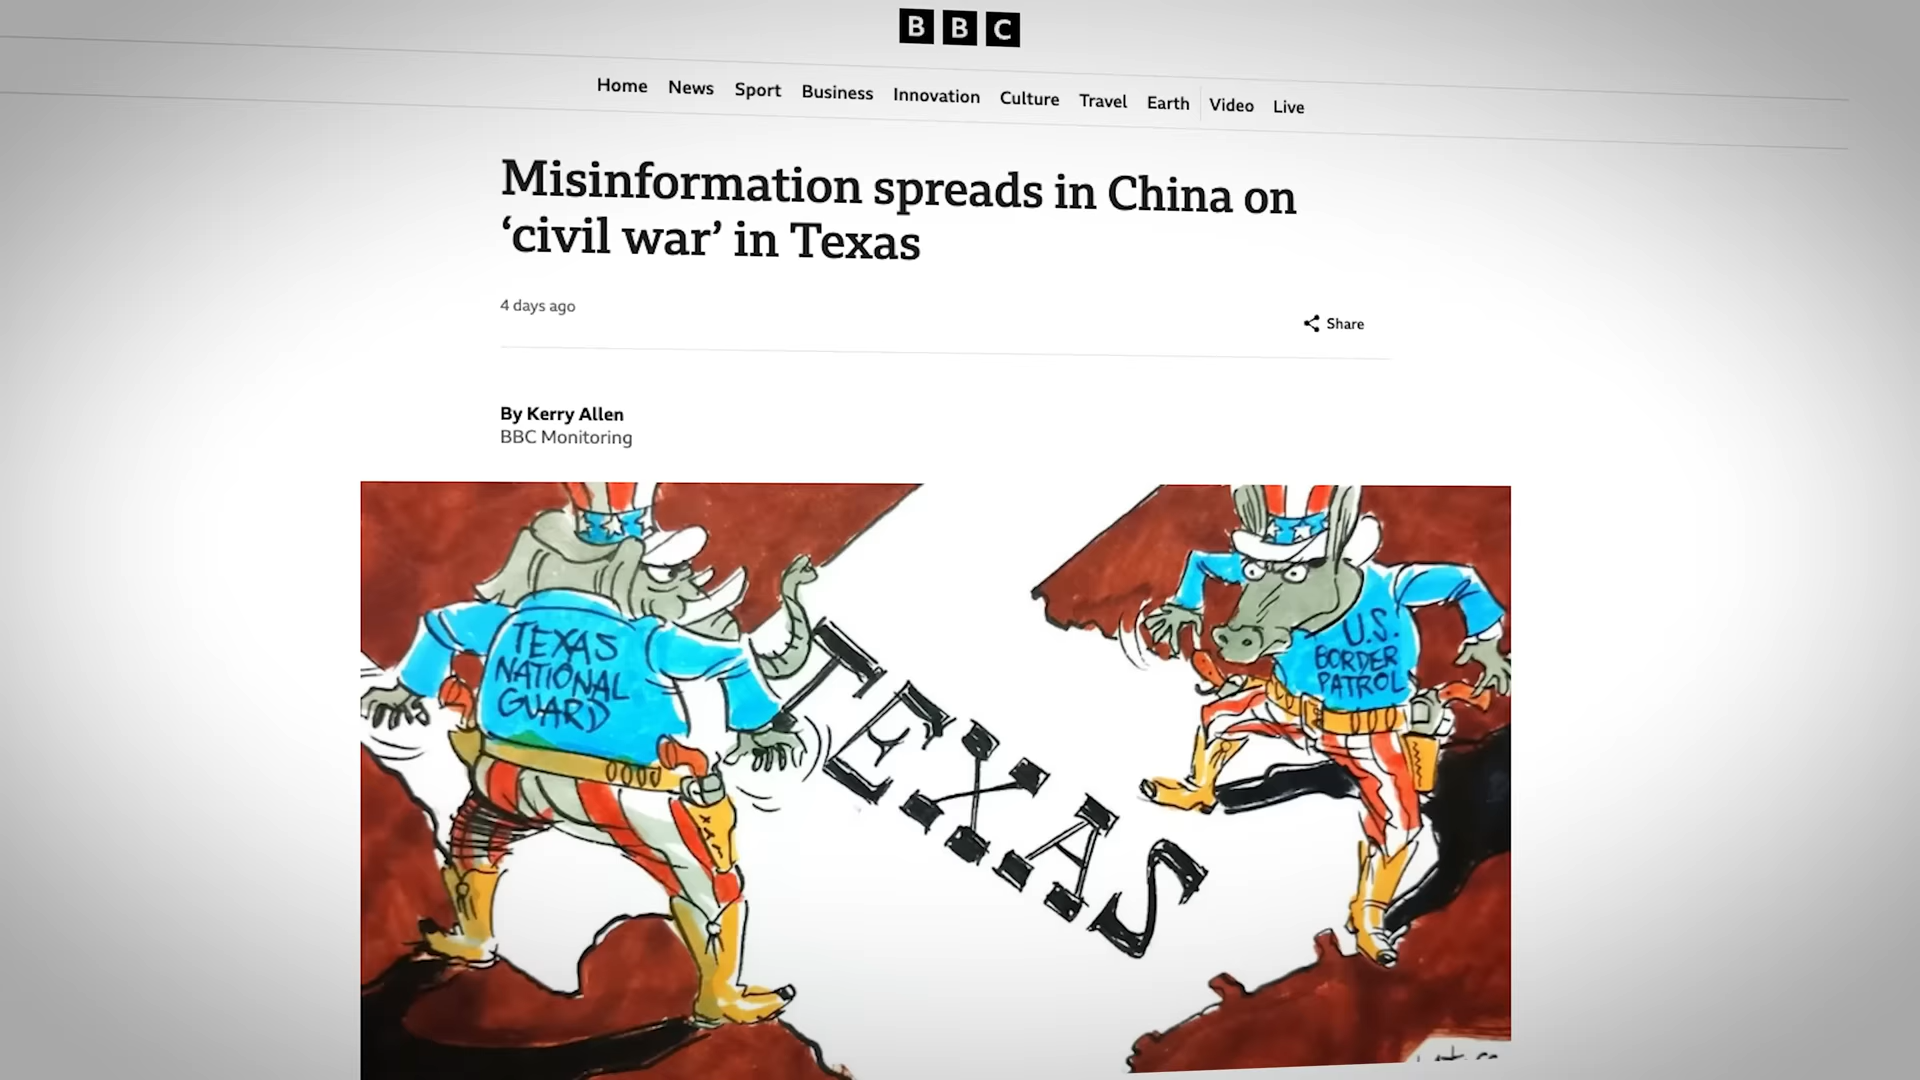 BBC
Home News Sport Business Innovation Culture Travel Earth Video Live
Misinformation spreads in China on
‘civil war’ in Texas
4 days ago
Share
By Kerry Allen
BBC Monitoring
TEXAS
NATIONAL
GUARD
TEXAS
U.S.
BORDER
PATROL